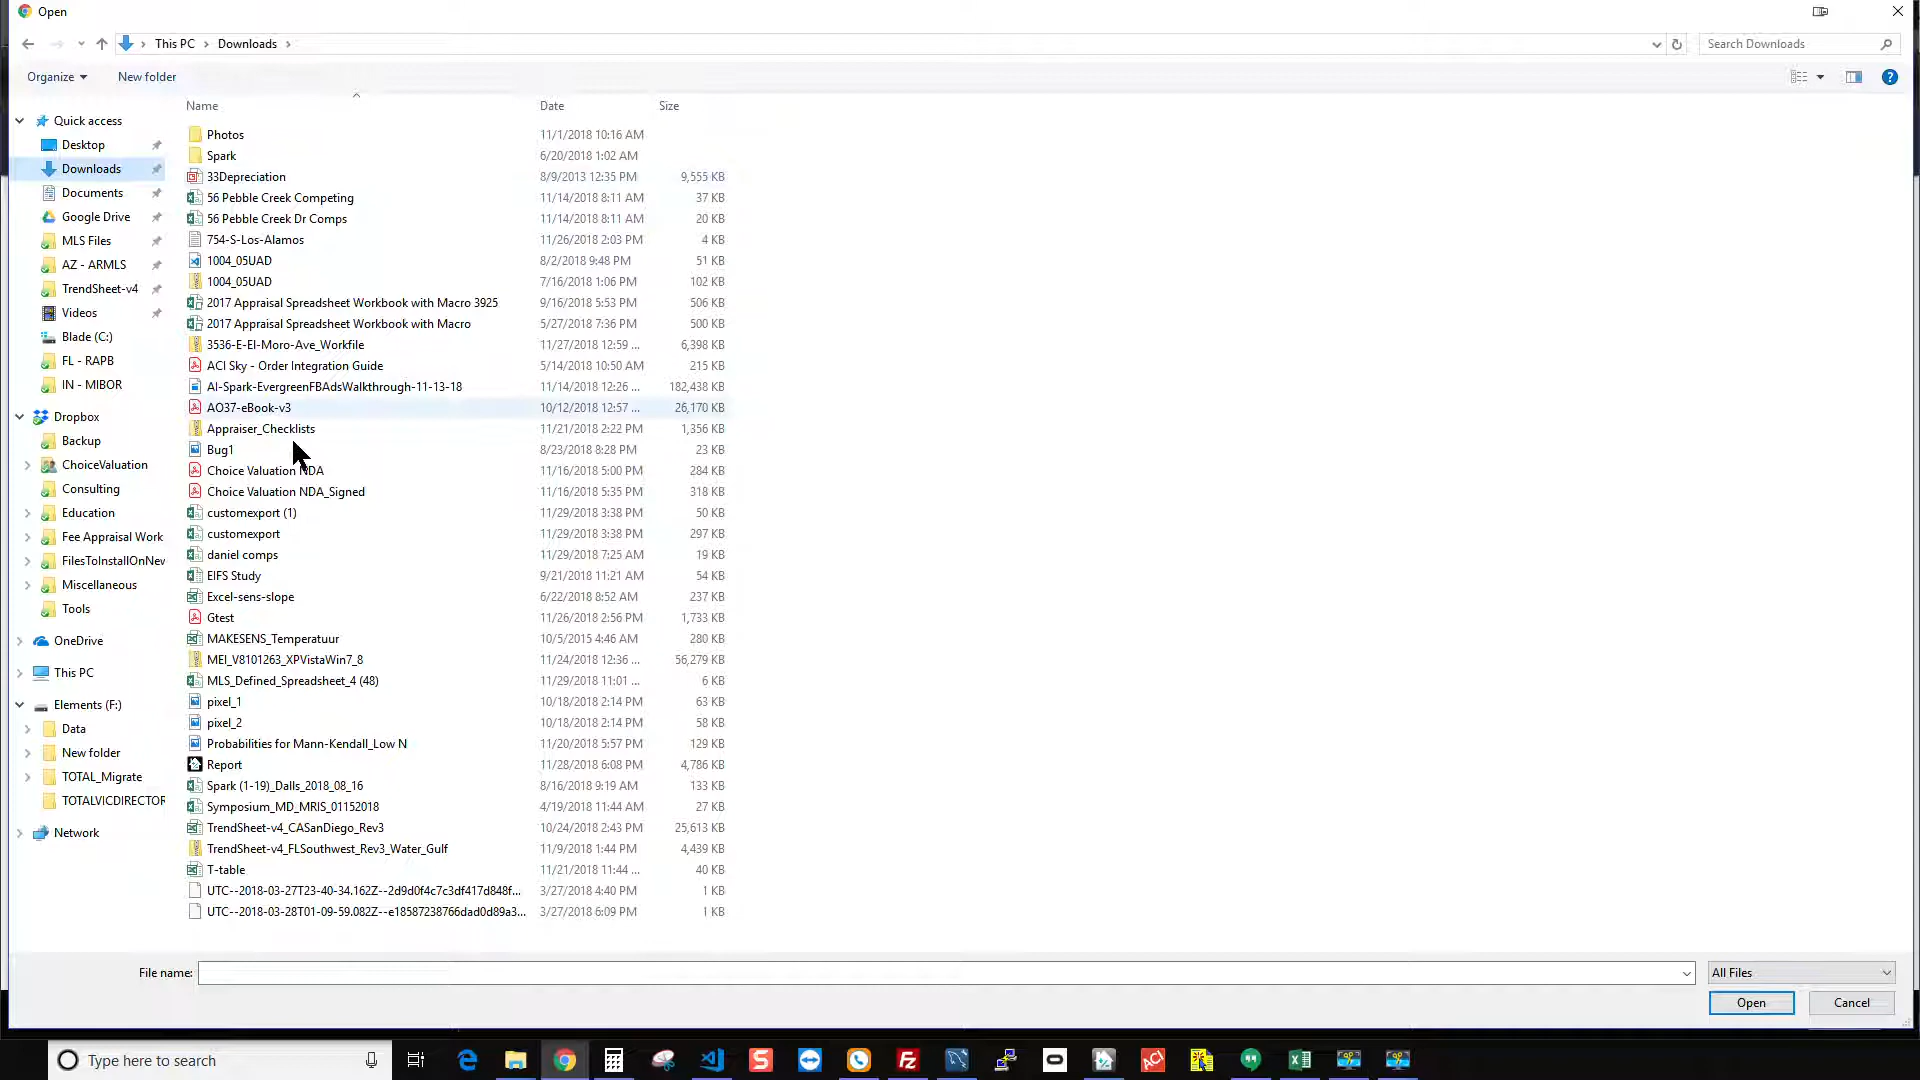 Open
This PC > Downloads >
Search Downloads
Organize
New folder
Name Date Size
Quick access
Desktop
Downloads
Documents
Google Drive
MLS Files
AZ - ARMLS
TrendSheet-v4
Videos
Blade (C:)
FL - RAPB
IN - MIBOR
Dropbox
Backup
ChoiceValuation
Consulting
Education
Fee Appraisal Work
FilesToInstallOnNew
Miscellaneous
Tools
OneDrive
This PC
Elements (F:)
Data
New folder
TOTAL_Migrate
TOTALVICDIRECTOR
Network
Photos 11/1/2018 10:16 AM
Spark 6/20/2018 1:02 AM
33Depreciation 8/9/2013 12:35 PM 9,555 KB
56 Pebble Creek Competing 11/14/2018 8:11 AM 37 KB
56 Pebble Creek Dr Comps 11/14/2018 8:11 AM 20 KB
754-S-Los-Alamos 11/26/2018 2:03 PM 4 KB
1004_05UAD 8/2/2018 9:48 PM 51 KB
1004_05UAD 7/16/2018 1:06 PM 102 KB
2017 Appraisal Spreadsheet Workbook with Macro 3925 9/16/2018 5:53 PM 506 KB
2017 Appraisal Spreadsheet Workbook with Macro 5/27/2018 7:36 PM 500 KB
3536-E-El-Moro-Ave_Workfile 11/27/2018 12:59 ... 6,398 KB
ACI Sky - Order Integration Guide 5/14/2018 10:50 AM 215 KB
AI-Spark-EvergreenFBAdsWalkthrough-11-13-18 11/14/2018 12:26 ... 182,438 KB
AO37-eBook-v3 10/12/2018 12:57 ... 26,170 KB
Appraiser_Checklists 11/21/2018 2:22 PM 1,356 KB
Bug1 8/23/2018 8:28 PM 23 KB
Choice Valuation NDA 11/16/2018 5:00 PM 284 KB
Choice Valuation NDA_Signed 11/16/2018 5:35 PM 318 KB
customexport (1) 11/29/2018 3:38 PM 50 KB
customexport 11/29/2018 3:38 PM 297 KB
daniel comps 11/29/2018 7:25 AM 19 KB
EIFS Study 9/21/2018 11:21 AM 54 KB
Excel-sens-slope 6/22/2018 8:52 AM 237 KB
Gtest 11/26/2018 2:56 PM 1,733 KB
MAKESENS_Temperatuur 10/5/2015 4:46 AM 280 KB
MEI_V8101263_XPVistaWin7_8 11/24/2018 12:36 ... 56,279 KB
MLS_Defined_Spreadsheet_4 (48) 11/29/2018 11:01 ... 6 KB
pixel_1 10/18/2018 2:14 PM 63 KB
pixel_2 10/18/2018 2:14 PM 58 KB
Probabilities for Mann-Kendall_Low N 11/20/2018 5:57 PM 129 KB
Report 11/28/2018 6:08 PM 4,786 KB
Spark (1-19)_Dalls_2018_08_16 8/16/2018 9:19 AM 133 KB
Symposium_MD_MRIS_01152018 4/19/2018 11:44 AM 27 KB
TrendSheet-v4_CASanDiego_Rev3 10/24/2018 2:43 PM 25,613 KB
TrendSheet-v4_FLSouthwest_Rev3_Water_Gulf 11/9/2018 1:44 PM 4,439 KB
T-table 11/21/2018 11:44 ... 40 KB
UTC--2018-03-27T23-40-34.162Z--2d9d0f4c7c3df417d848f... 3/27/2018 4:40 PM 1 KB
UTC--2018-03-28T01-09-59.082Z--e18587238766dad0d89a3... 3/27/2018 6:09 PM 1 KB
File name:
All Files
Open
Cancel
Type here to search